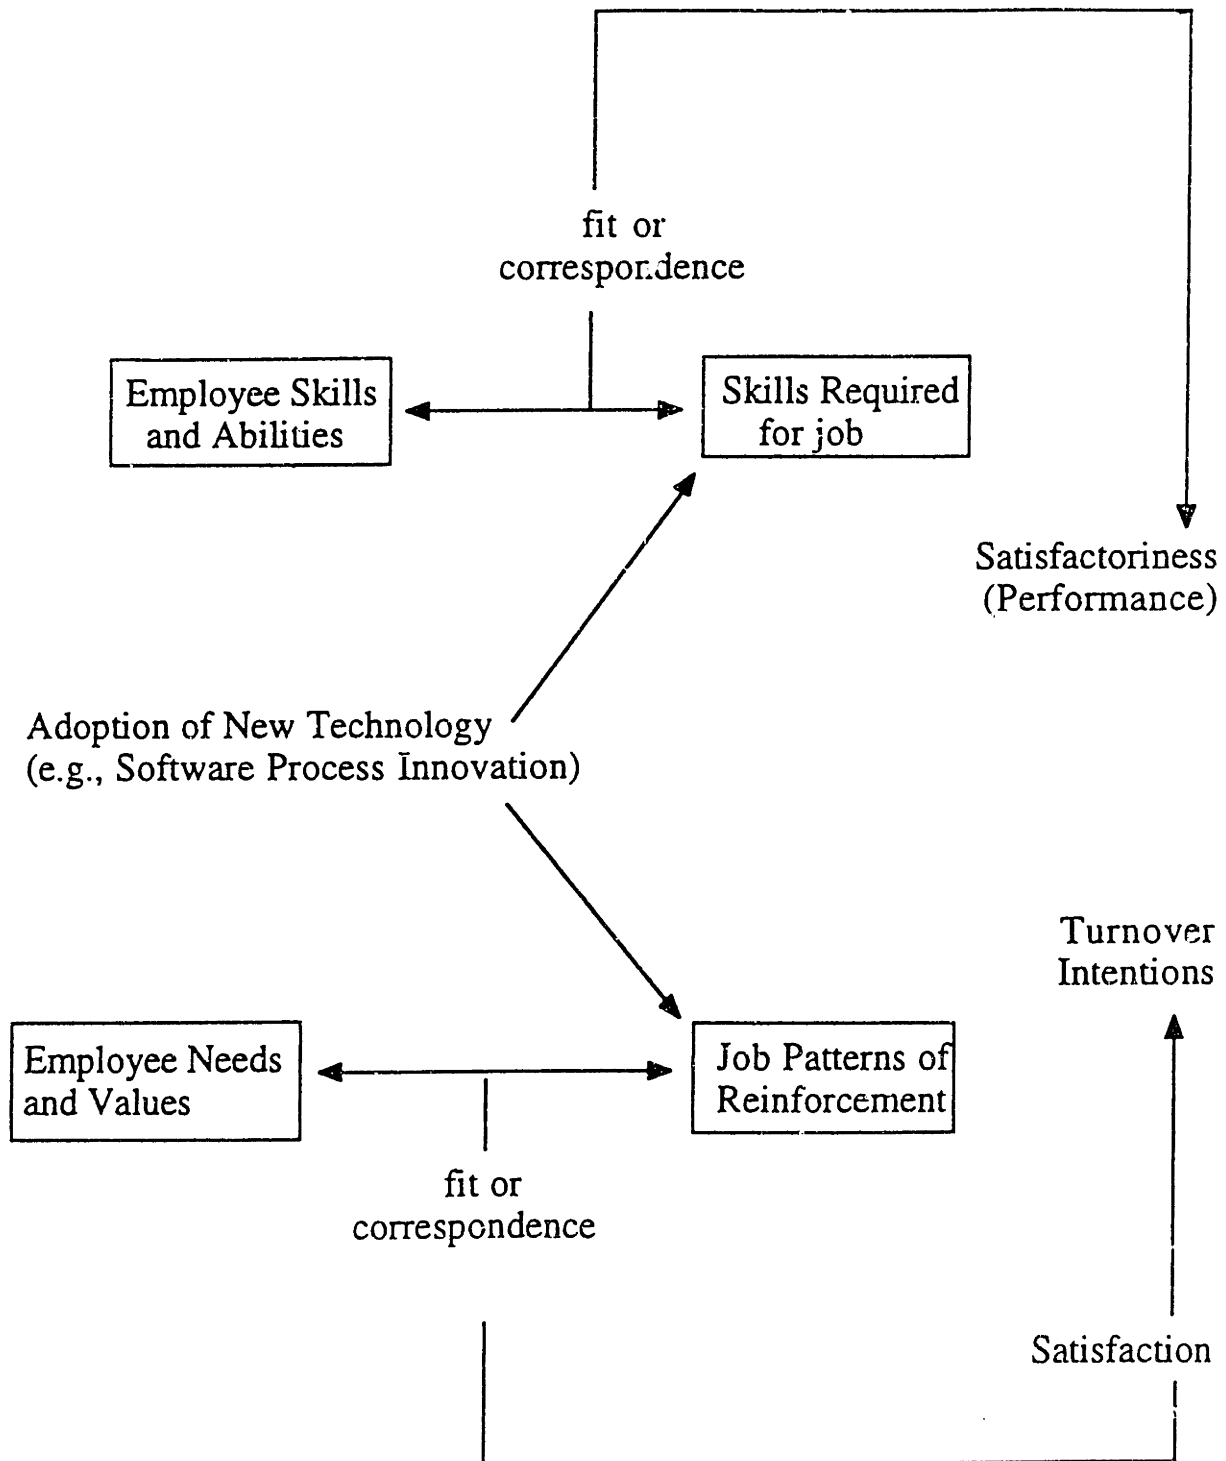 fit or
correspondence
Employee Skills
and Abilities
Skills Required
for job
Satisfactoriness
(Performance)
Adoption of New Technology
(e.g., Software Process Innovation)
Turnover
Intentions
Employee Needs
and Values
Job Patterns of
Reinforcement
fit or
correspondence
Satisfaction